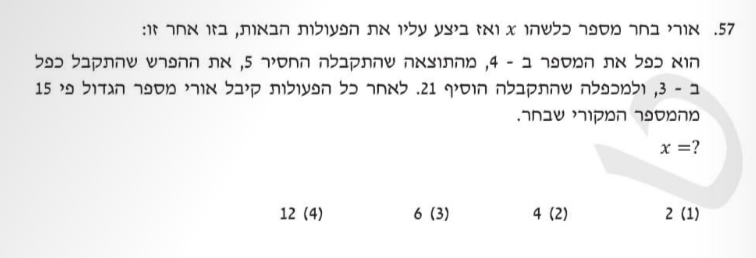 57. אורי בחר מספר כלשהו x ואז ביצע עליו את הפעולות הבאות, בזו אחר זו:
הוא כפל את המספר ב - 4, מהתוצאה שהתקבלה החסיר 5, את ההפרש שהתקבל כפל
ב - 3, ולמכפלה שהתקבלה הוסיף 21. לאחר כל הפעולות קיבל אורי מספר הגדול פי 15
מהמספר המקורי שבחר.
x =?
(1) 2 (2) 4 (3) 6 (4) 12